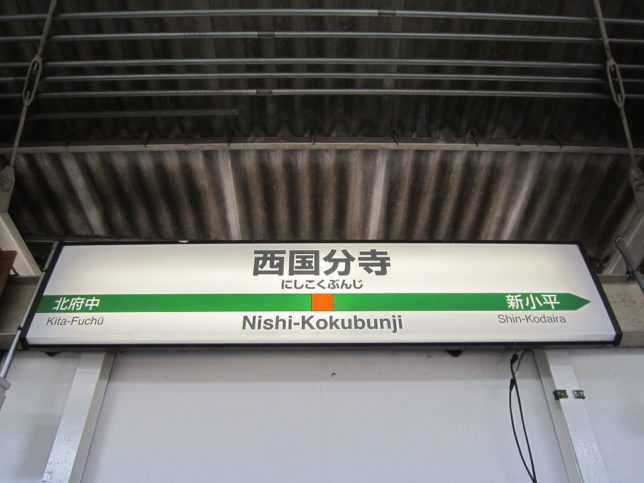 西国分寺
にしこくぶんじ
北府中
新小平
Kita-Fuchū
Nishi-Kokubunji
Shin-Kodaira